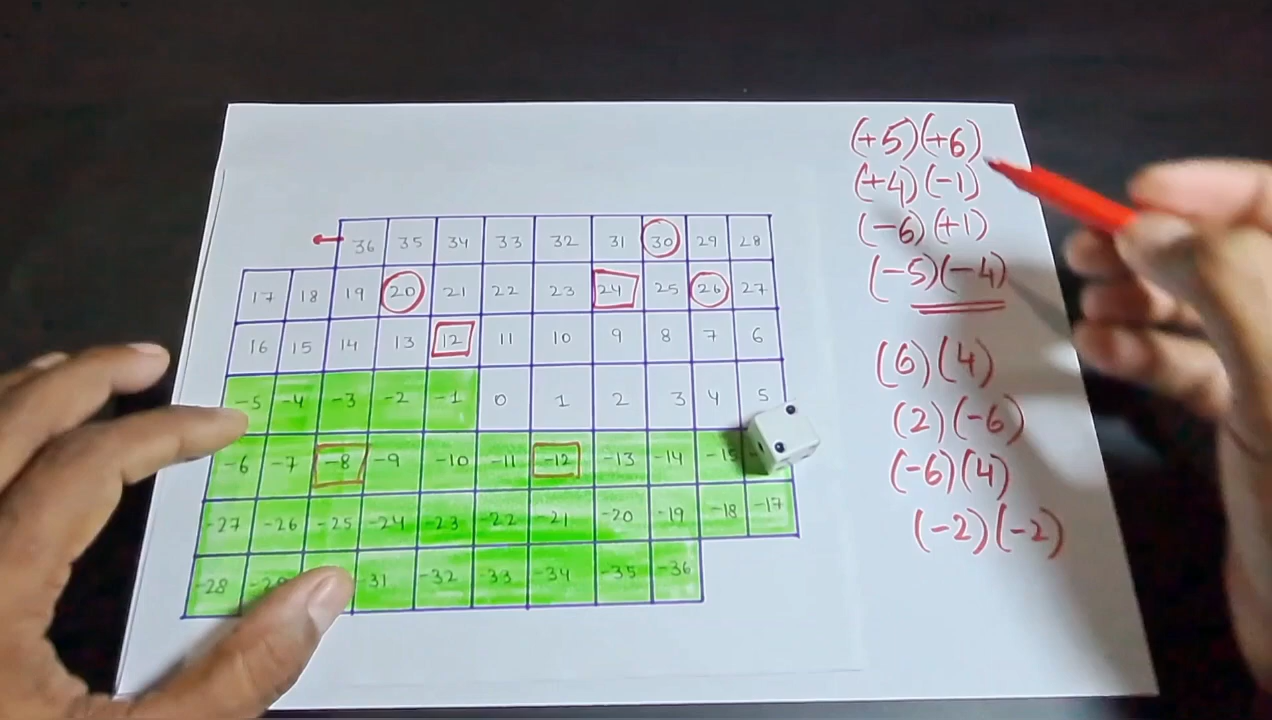 36 35 34 33 32 31 30 29 28
17 18 19 20 21 22 23 24 25 26 27
16 15 14 13 12 11 10 9 8 7 6
-5 -4 -3 -2 -1 0 1 2 3 4 5
-6 -7 -8 -9 -10 -11 -12 -13 -14 -15
-27 -26 -25 -24 -23 -22 -21 -20 -19 -18 -17
-28 -31 -32 -33 -34 -35 -36
(+5)(+6)
(+4)(-1)
(-6)(+1)
(-5)(-4)
(6)(4)
(2)(-6)
(-6)(4)
(-2)(-2)